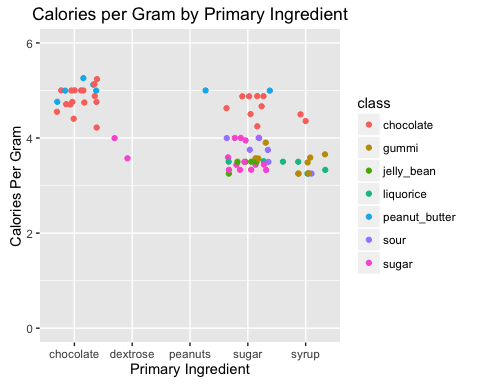 Calories per Gram by Primary Ingredient
Calories Per Gram
6
4
2
0
chocolate dextrose peanuts sugar syrup
Primary Ingredient
class
chocolate
gummi
jelly_bean
liquorice
peanut_butter
sour
sugar